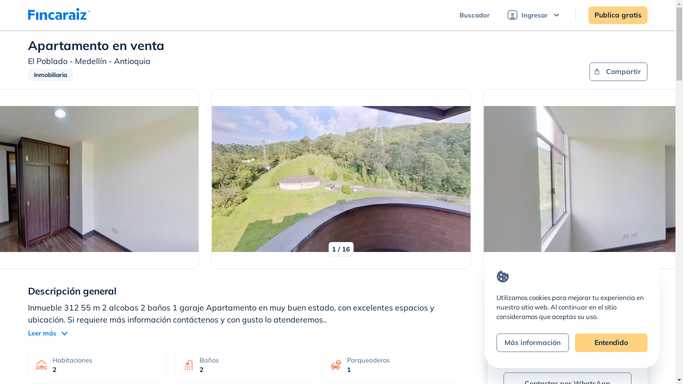 Fincaraiz
Buscador
Ingresar
Publica gratis
Apartamento en venta
El Poblado - Medellín - Antioquia
Inmobiliaria
Compartir
1 / 16
Descripción general
Inmueble 312 55 m 2 alcobas 2 baños 1 garaje Apartamento en muy buen estado, con excelentes espacios y
ubicación. Si requiere más información contáctenos y con gusto lo atenderemos..
Leer más
Habitaciones
2
Baños
2
Parqueaderos
1
Utilizamos cookies para mejorar tu experiencia en
nuestro sitio web. Al continuar en el sitio
consideramos que aceptas su uso.
Más información
Entendido
Contactar por WhatsApp